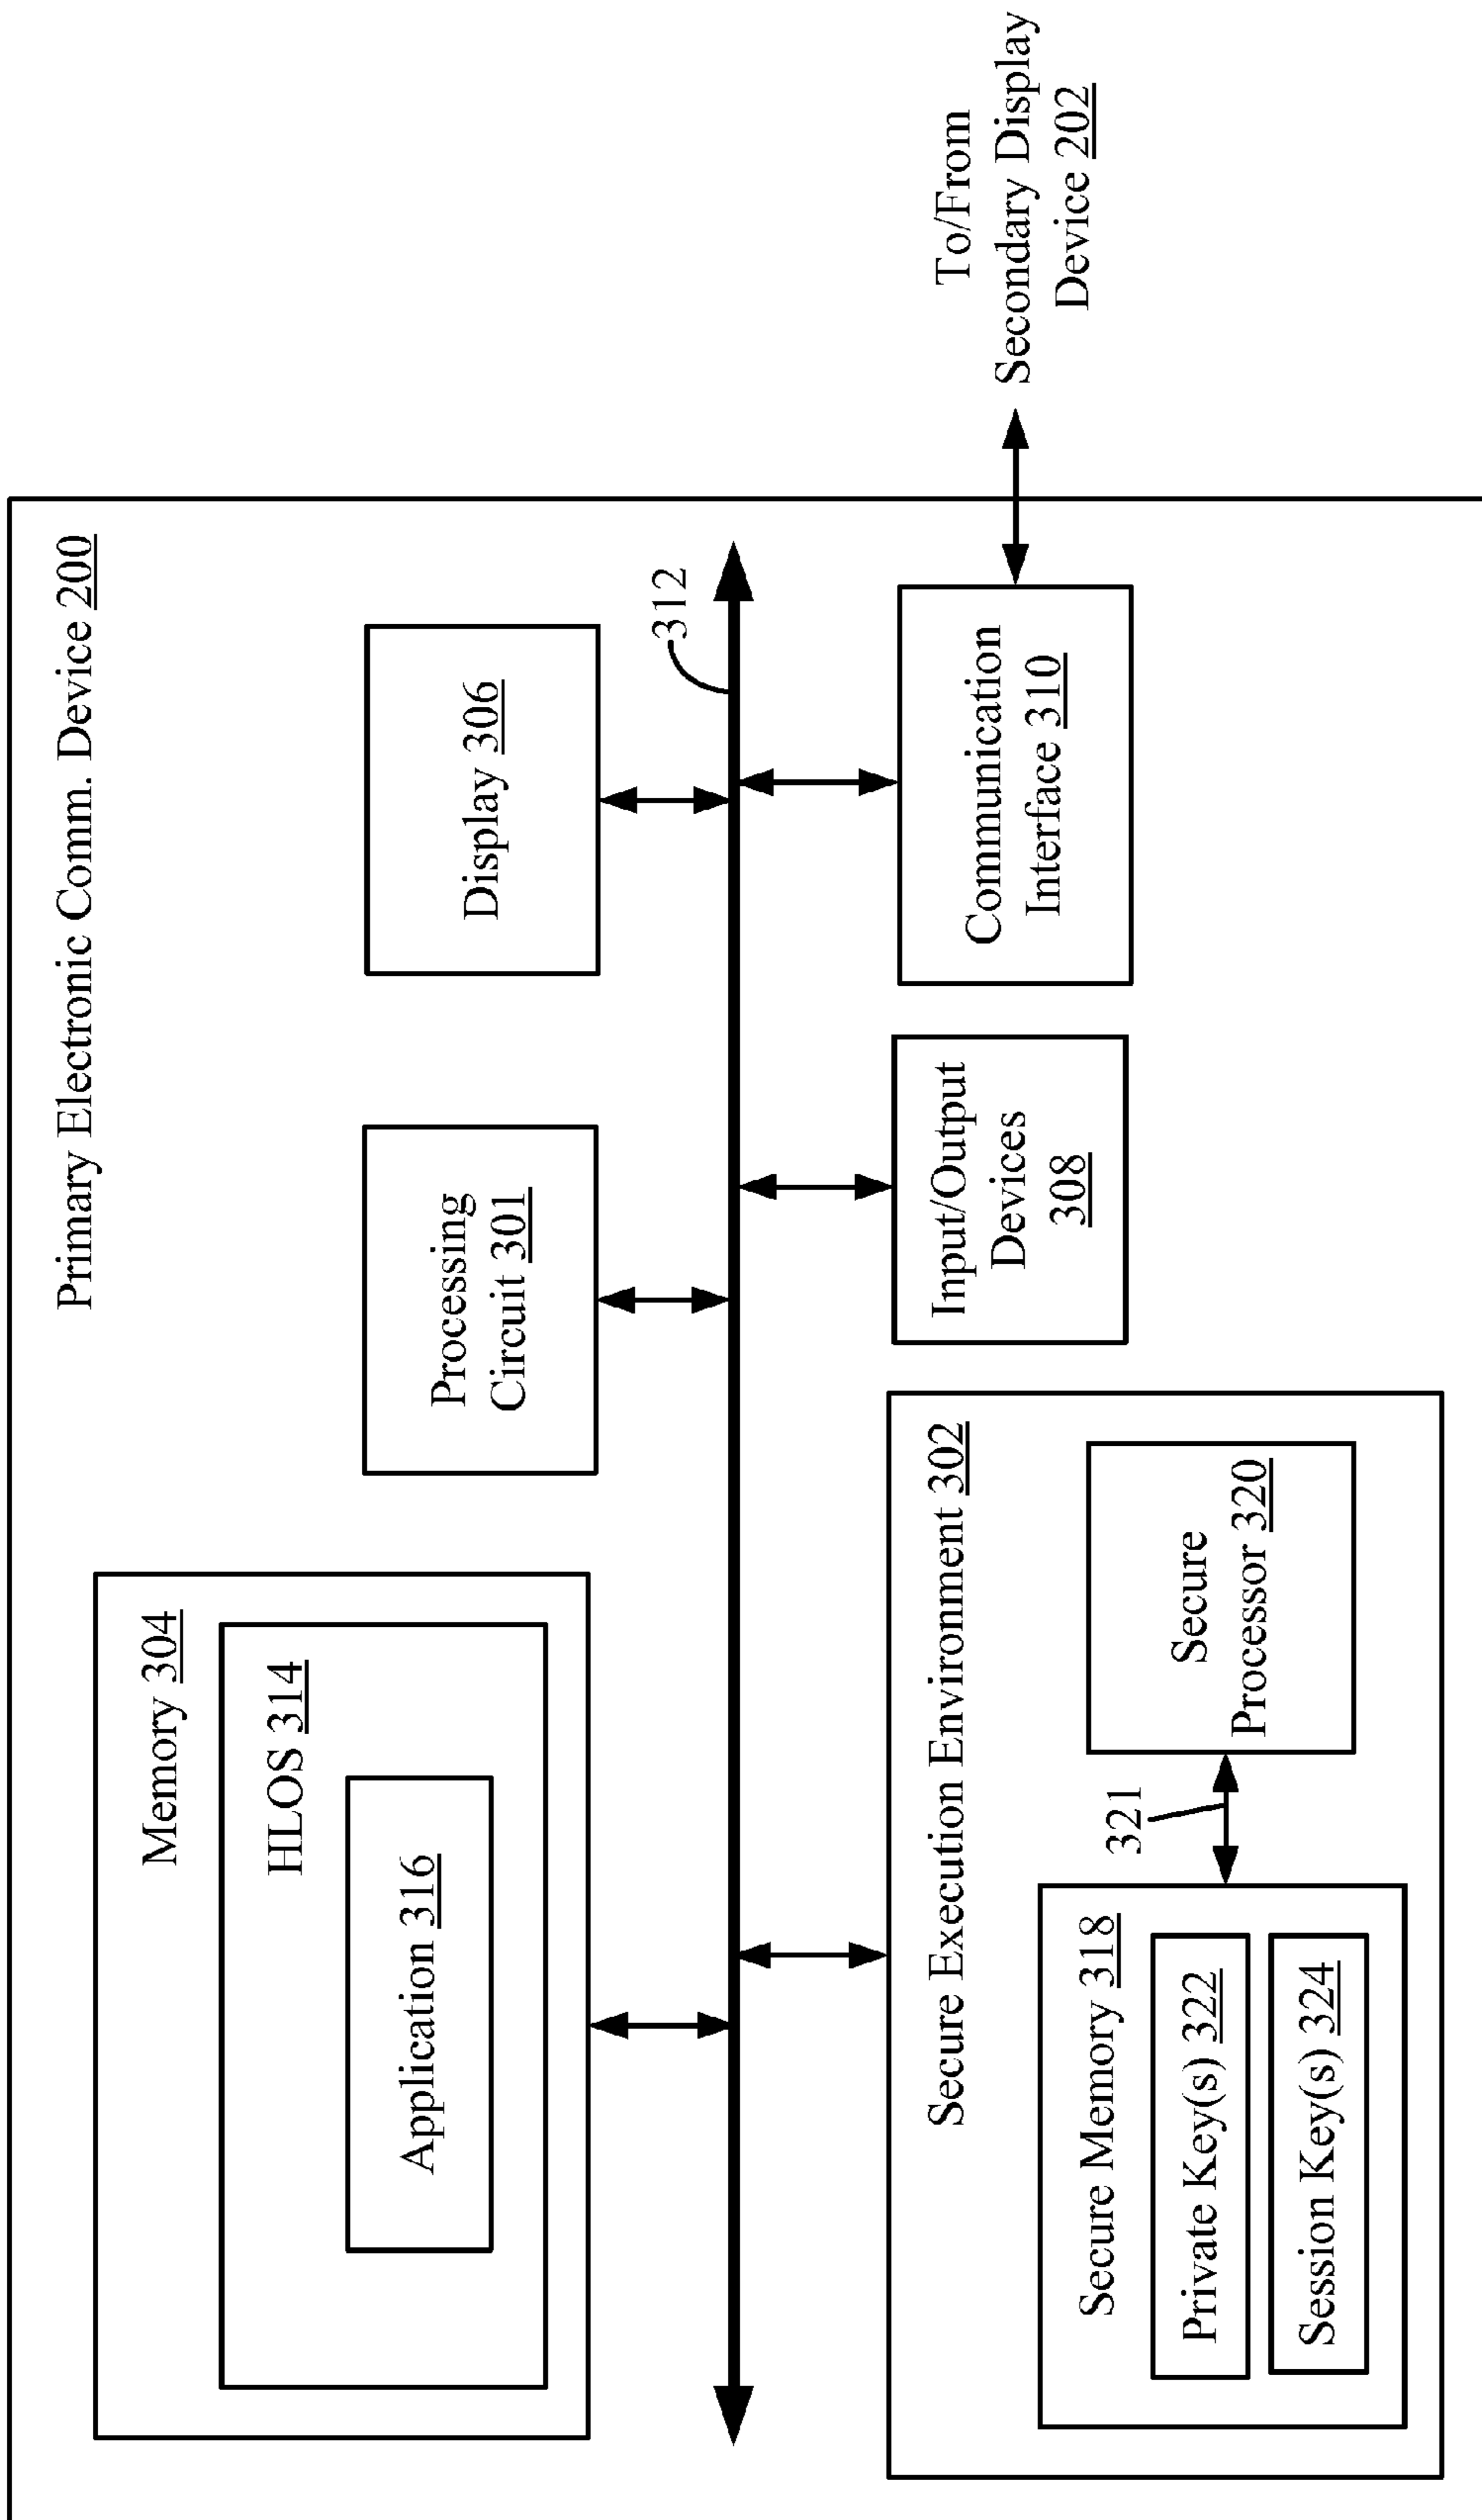 Primary Electronic Comm. Device 200
Memory 304
HLOS 314
Application 316
Processing
Circuit 301
Display 306
312
Secure Execution Environment 302
Secure Memory 318
Private Key(s) 322
Session Key(s) 324
321
Secure
Processor 320
Input/Output
Devices
308
Communication
Interface 310
To/From
Secondary Display
Device 202